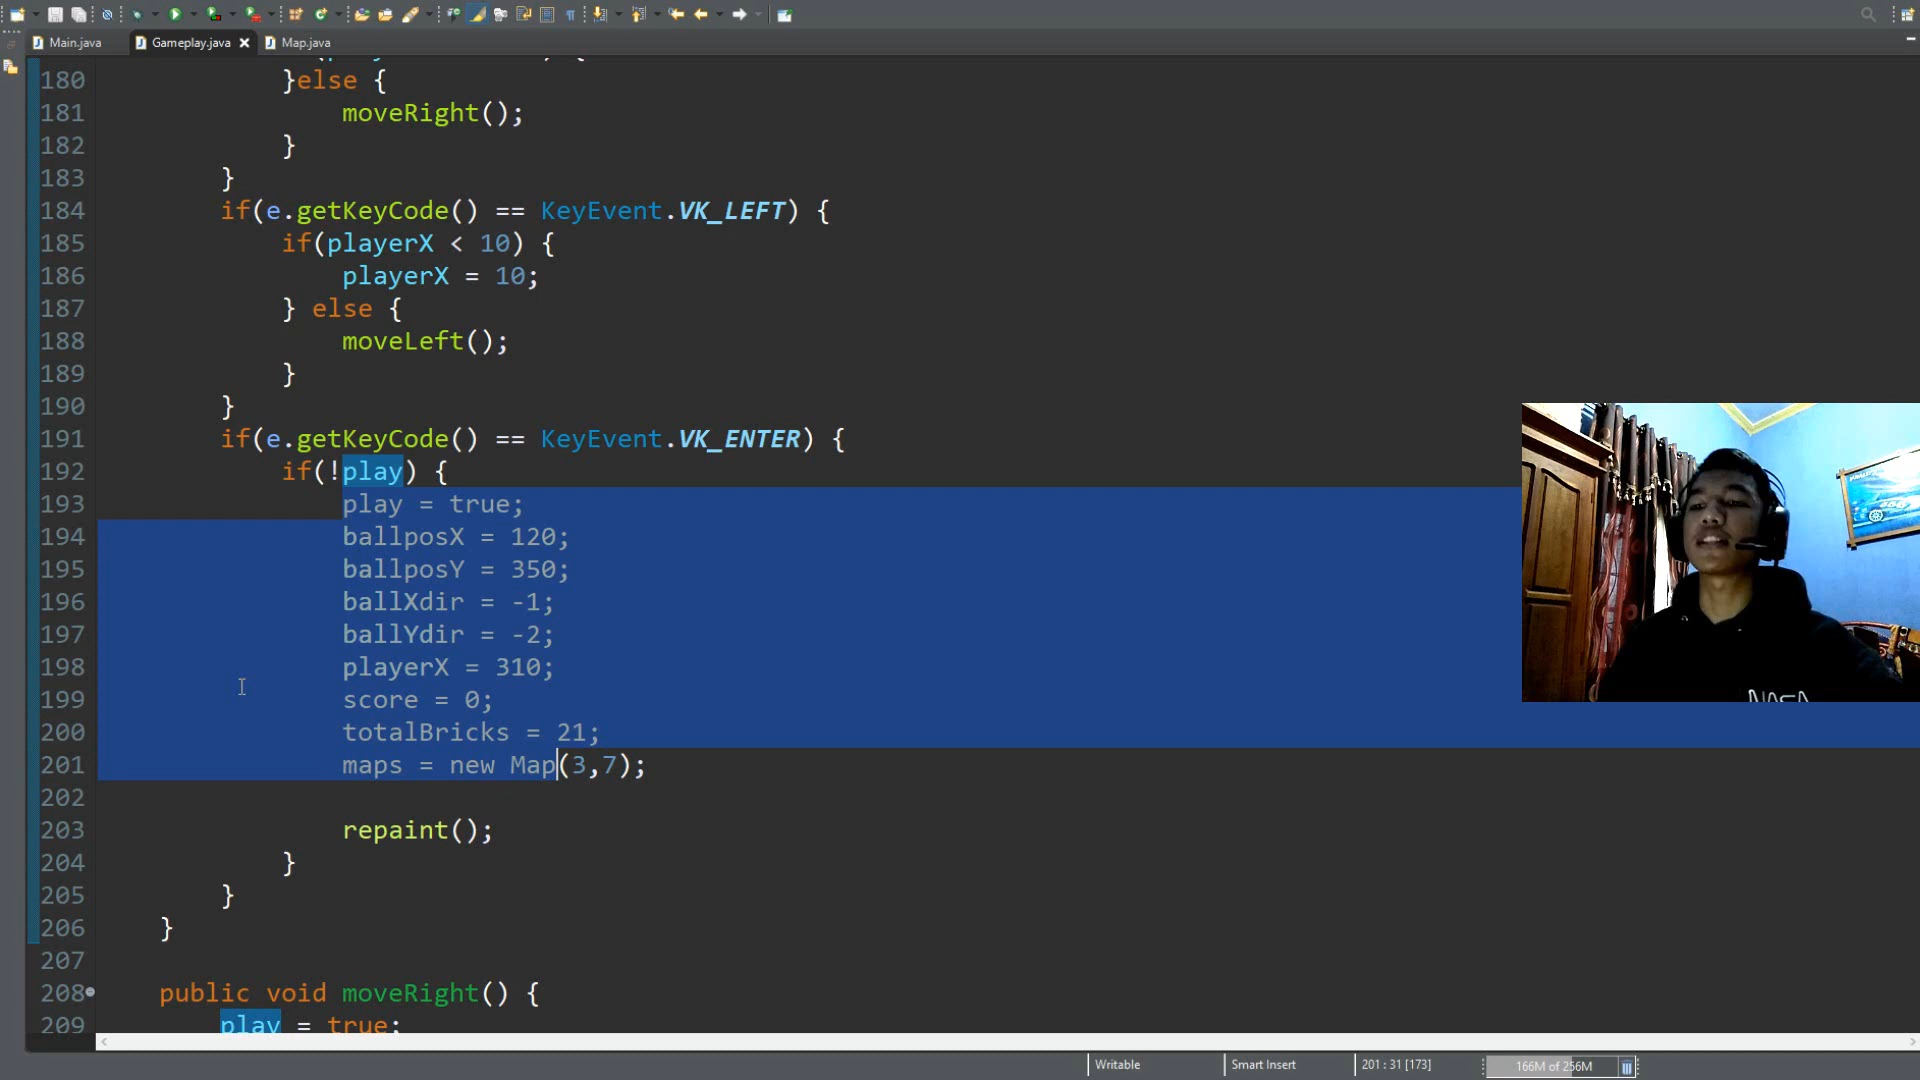 Main.java
Gameplay.java
Map.java
180 }else {
181 moveRight();
182 }
183 }
184 if(e.getKeyCode() == KeyEvent.VK_LEFT) {
185 if(playerX < 10) {
186 playerX = 10;
187 } else {
188 moveLeft();
189 }
190 }
191 if(e.getKeyCode() == KeyEvent.VK_ENTER) {
192 if(!play) {
193 play = true;
194 ballposX = 120;
195 ballposY = 350;
196 ballXdir = -1;
197 ballYdir = -2;
198 playerX = 310;
199 score = 0;
200 totalBricks = 21;
201 maps = new Map(3,7);
202
203 repaint();
204 }
205 }
206 }
207
208 public void moveRight() {
209 play = true;
Writable
Smart Insert
201 : 31 [173]
166M of 256M